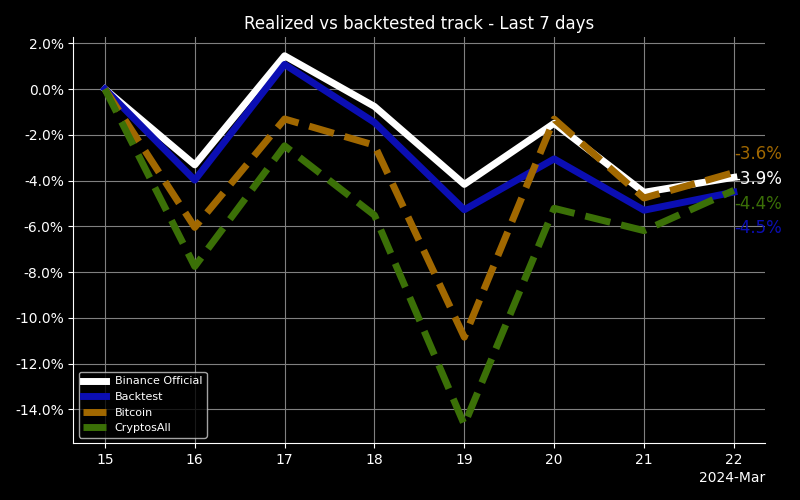 Realized vs backtested track - Last 7 days
2.0%
0.0%
-2.0%
-4.0%
-6.0%
-8.0%
-10.0%
-12.0%
-14.0%
-3.6%
-3.9%
-4.4%
-4.5%
Binance Official
Backtest
Bitcoin
CryptosAll
15 16 17 18 19 20 21 22
2024-Mar